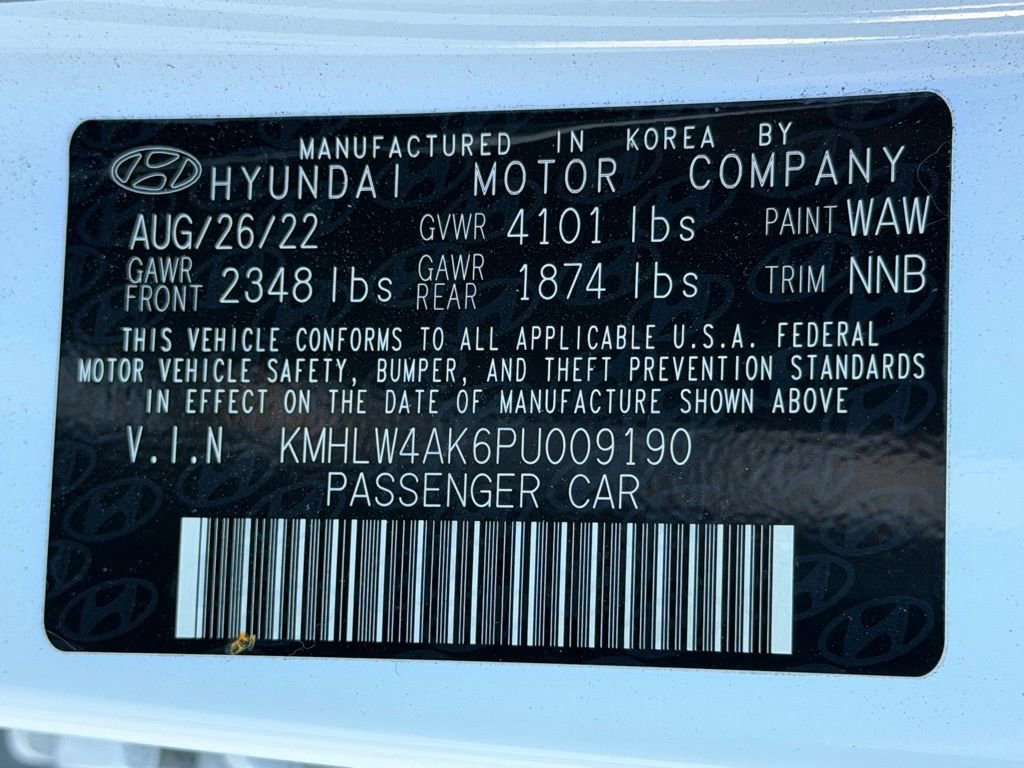 MANUFACTURED IN KOREA BY
HYUNDAI MOTOR COMPANY
AUG/26/22 GVWR 4101 lbs PAINT WAW
GAWR FRONT 2348 lbs GAWR REAR 1874 lbs TRIM NNB
THIS VEHICLE CONFORMS TO ALL APPLICABLE U.S.A. FEDERAL
MOTOR VEHICLE SAFETY, BUMPER, AND THEFT PREVENTION STANDARDS
IN EFFECT ON THE DATE OF MANUFACTURE SHOWN ABOVE
V.I.N KMHLW4AK6PU009190
PASSENGER CAR